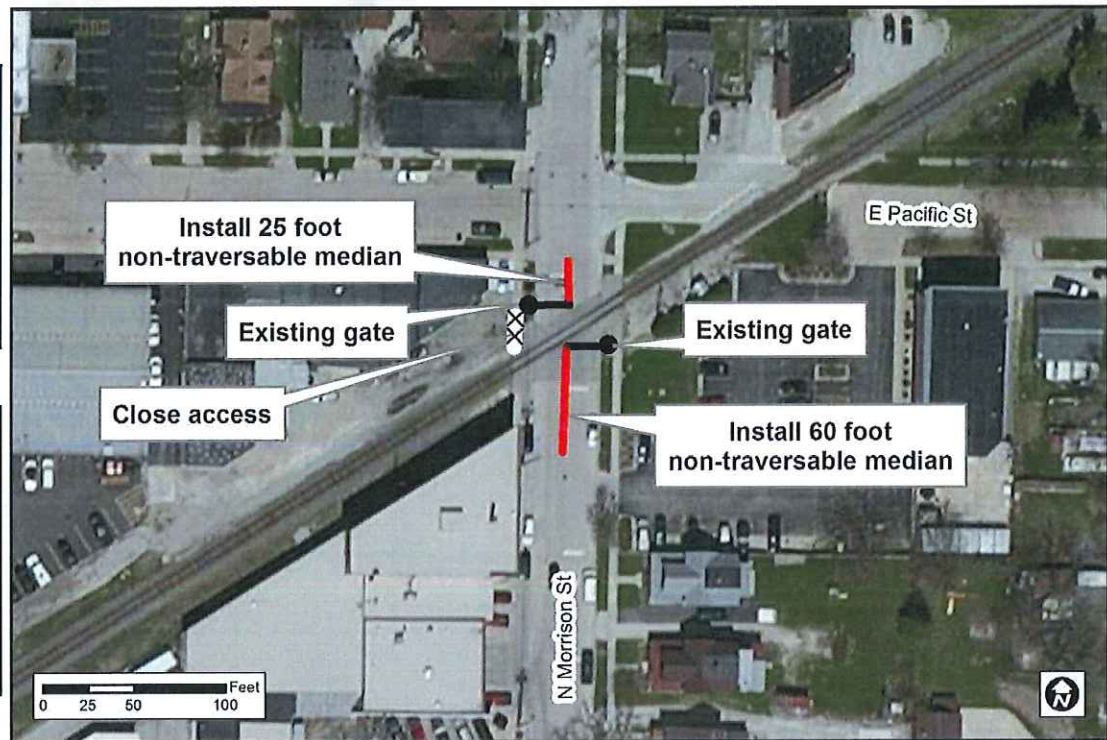 E Pacific St
Install 25 foot
non-traversable median
Existing gate
Existing gate
Close access
Install 60 foot
non-traversable median
N Morrison St
Feet
0 25 50 100
N